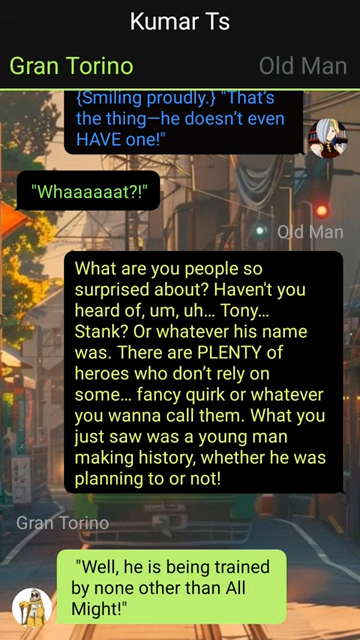 Kumar Ts
Gran Torino
Old Man
{Smiling proudly.} "That's
the thing—he doesn't even
HAVE one!"
"Whaaaaaat?!"
Old Man
What are you people so
surprised about? Haven't you
heard of, um, uh... Tony...
Stank? Or whatever his name
was. There are PLENTY of
heroes who don't rely on
some... fancy quirk or whatever
you wanna call them. What you
just saw was a young man
making history, whether he was
planning to or not!
Gran Torino
"Well, he is being trained
by none other than All
Might!"